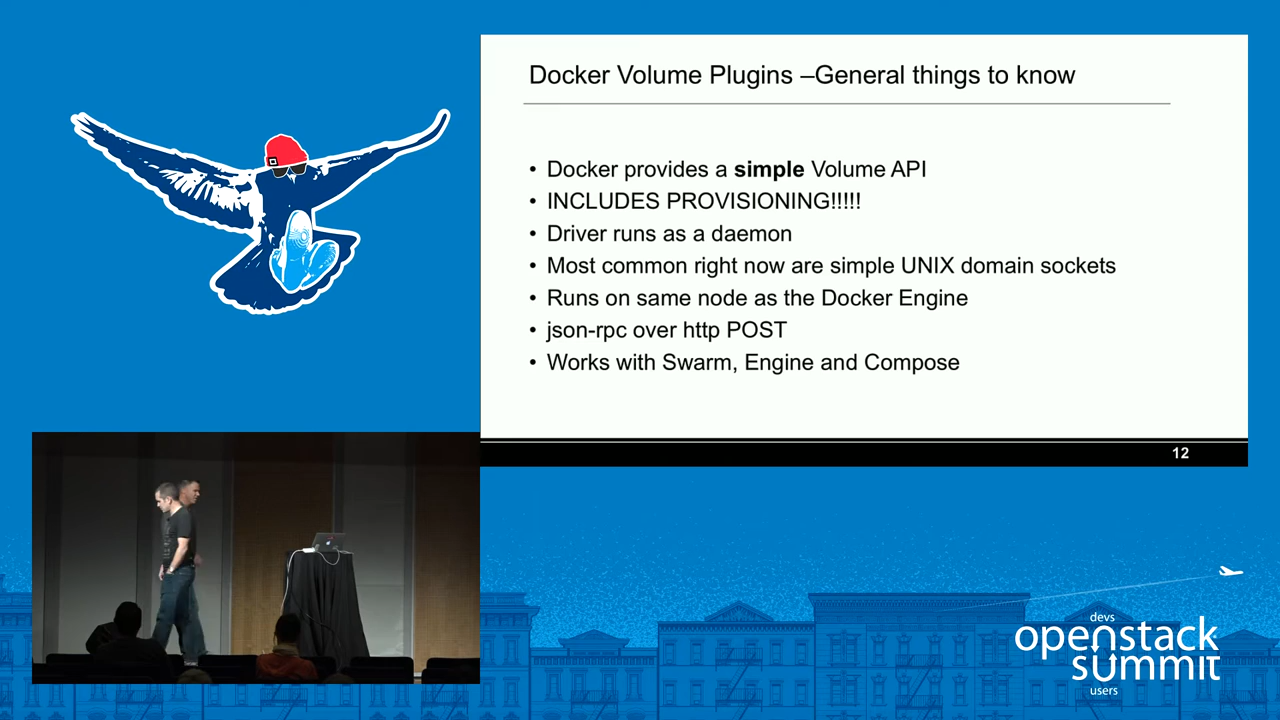 Docker Volume Plugins –General things to know
• Docker provides a simple Volume API
• INCLUDES PROVISIONING!!!!!
• Driver runs as a daemon
• Most common right now are simple UNIX domain sockets
• Runs on same node as the Docker Engine
• json-rpc over http POST
• Works with Swarm, Engine and Compose
12
devs
openstack
summit
users